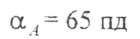 α_A = 65 пд